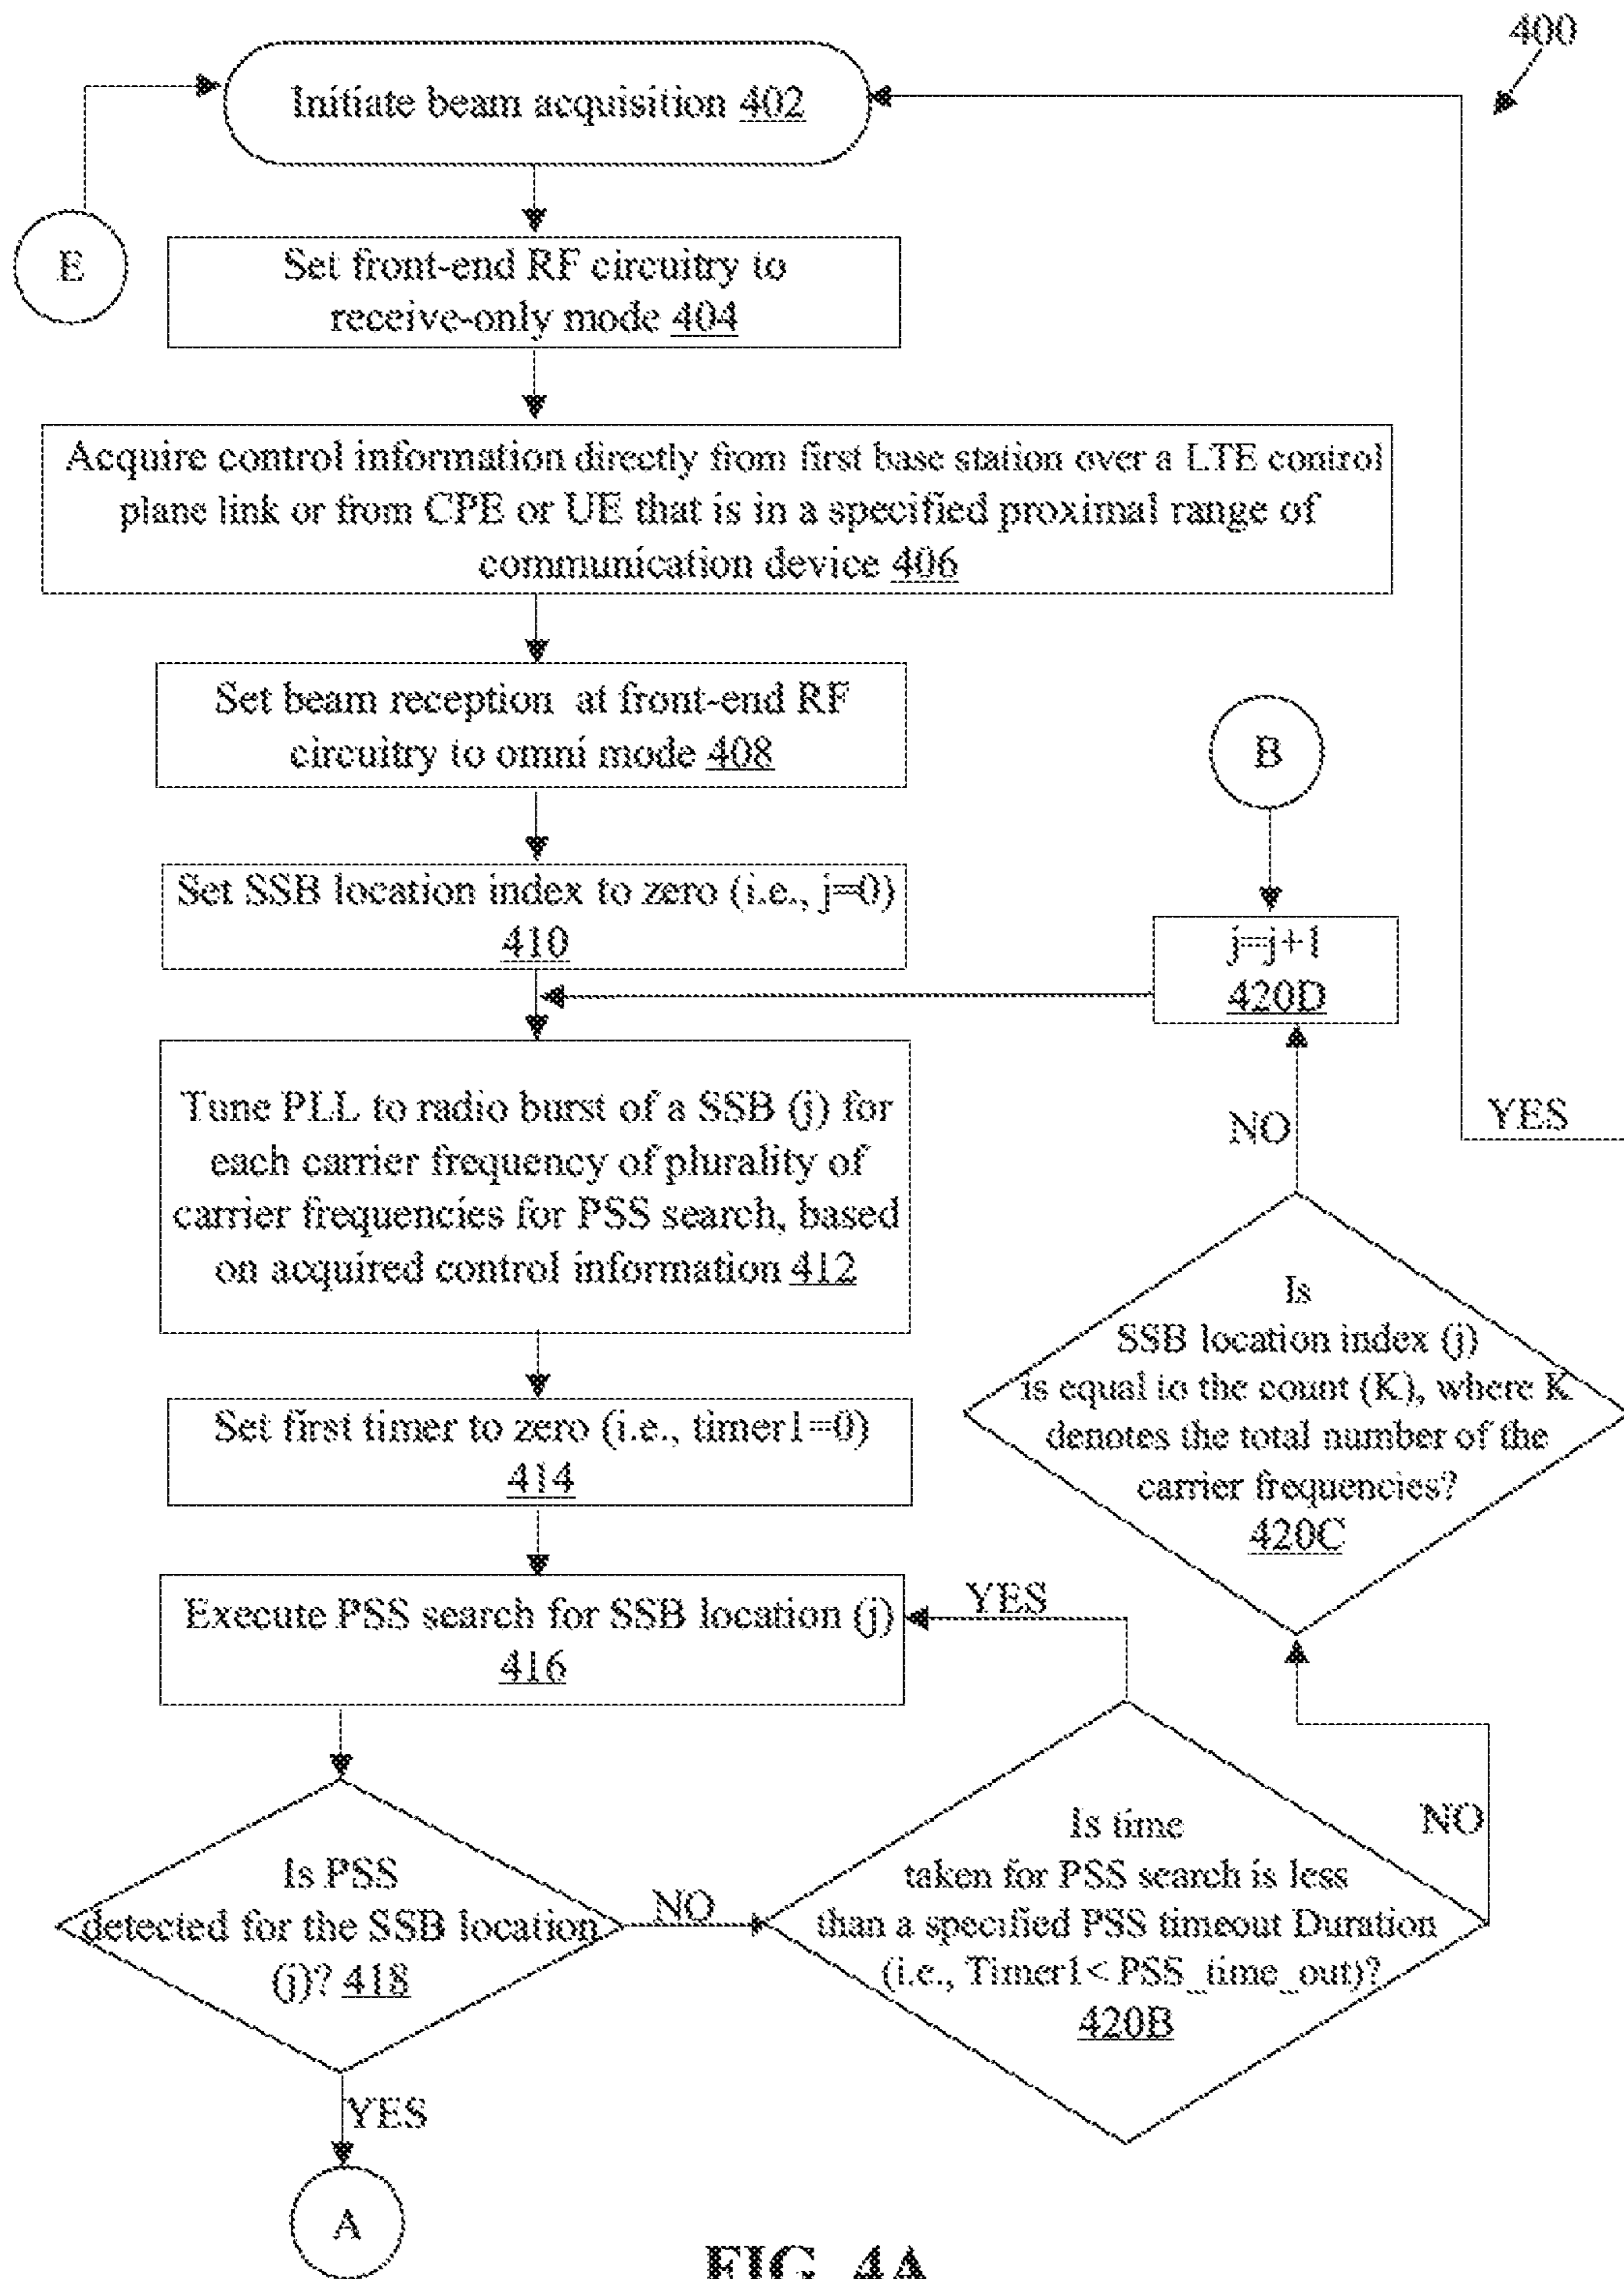 400
Initiate beam acquisition 402
E
Set front-end RF circuitry to
receive-only mode 404
Acquire control information directly from first base station over a LTE control
plane link or from CPE or UE that is in a specified proximal range of
communication device 406
Set beam reception at front-end RF
circuitry to omni mode 408
B
Set SSB location index to zero (i.e., j=0)
410
j=j+1
420D
Tune PLL to radio burst of a SSB (j) for
each carrier frequency of plurality of
carrier frequencies for PSS search, based
on acquired control information 412
NO
YES
Is
SSB location index (j)
is equal to the count (K), where K
denotes the total number of the
carrier frequencies?
420C
Set first timer to zero (i.e., timer1=0)
414
Execute PSS search for SSB location (j)
416
YES
Is PSS
detected for the SSB location
(j)? 418
NO
Is time
taken for PSS search is less
than a specified PSS timeout Duration
(i.e., Timer1< PSS_time_out)?
420B
NO
YES
A
FIG. 4A